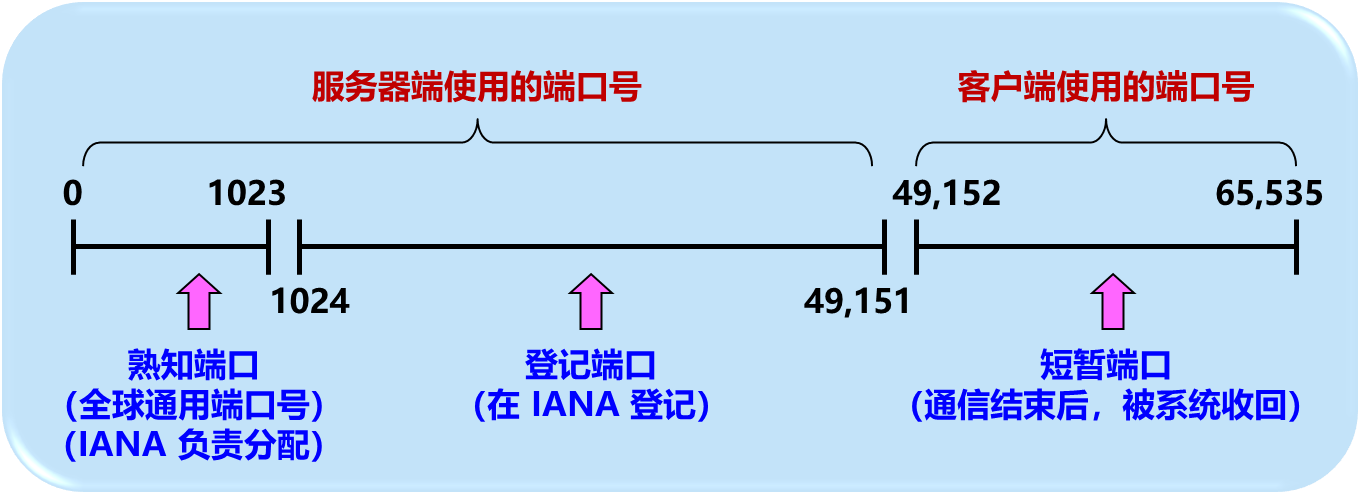 服务器端使用的端口号
客户端使用的端口号
0
1023
49,152
65,535
1024
49,151
熟知端口
(全球通用端口号)
(IANA 负责分配)
登记端口
(在 IANA 登记)
短暂端口
(通信结束后，被系统收回)